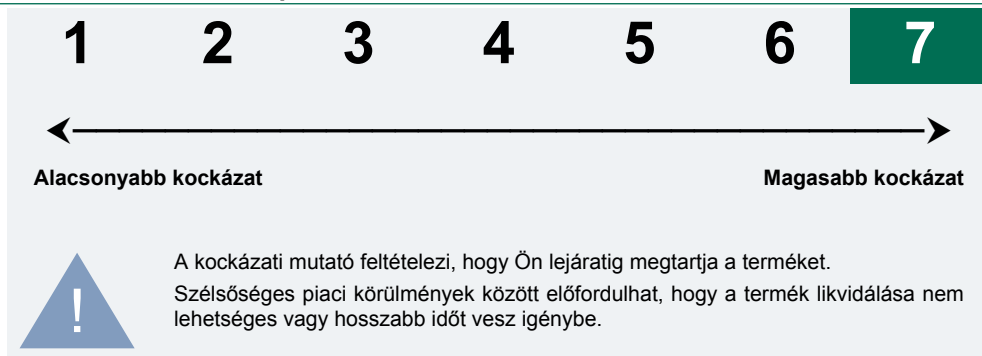 1 2 3 4 5 6 7
Alacsonyabb kockázat Magasabb kockázat
A kockázati mutató feltételezi, hogy Ön lejáratig megtartja a terméket.
Szélsőséges piaci körülmények között előfordulhat, hogy a termék likvidálása nem
lehetséges vagy hosszabb időt vesz igénybe.
!